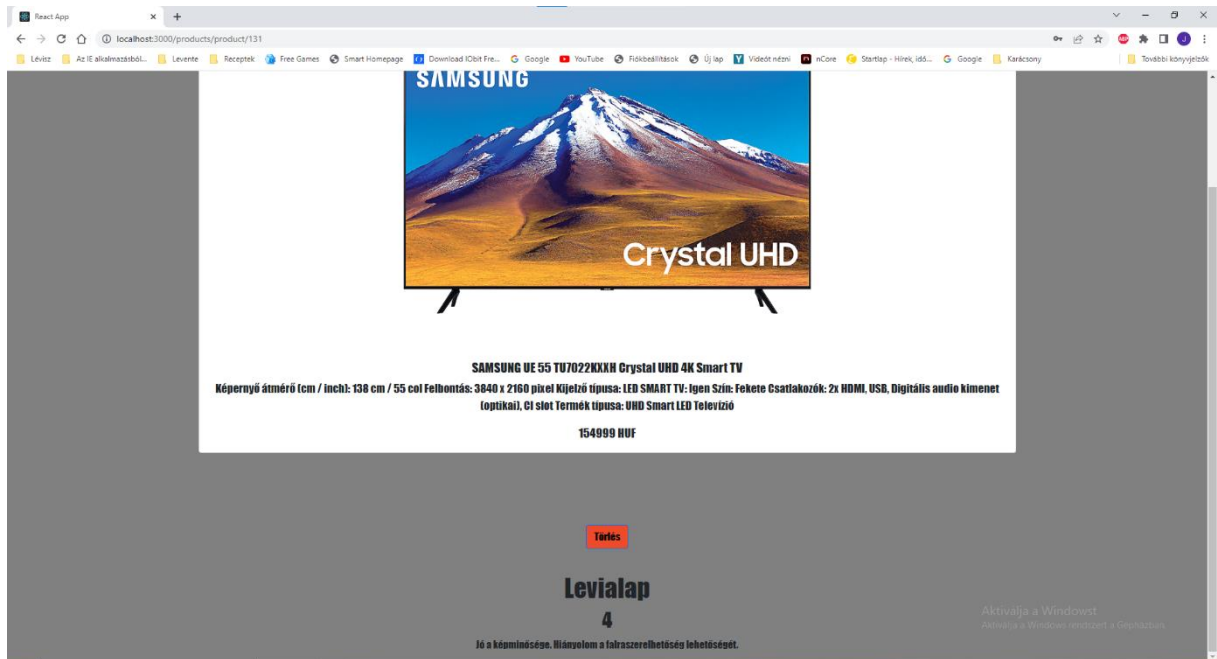 React App
localhost:3000/products/product/131
Lévisz
Az IE alkalmazásból...
Levente
Receptek
Free Games
Smart Homepage
Download IObit Fre...
Google
YouTube
Fiókbeállítások
Új lap
Videót nézni
nCore
Startlap - Hírek, idő...
Google
Karácsony
További könyvjelzők
SAMSUNG
Crystal UHD
SAMSUNG UE 55 TU7022KXXH Crystal UHD 4K Smart TV
Képernyő átmérő (cm / inch): 138 cm / 55 col Felbontás: 3840 x 2160 pixel Kijelző típusa: LED SMART TV: Igen Szín: Fekete Csatlakozók: 2x HDMI, USB, Digitális audio kimenet
(optikai), CI slot Termék típusa: UHD Smart LED Televízió
154999 HUF
Törlés
Levialap
4
Jó a képminősége. Hiányolom a falraszerelhetőség lehetőségét.
Aktiválja a Windowst
Aktiválja a Windows rendszert a Gépházban.